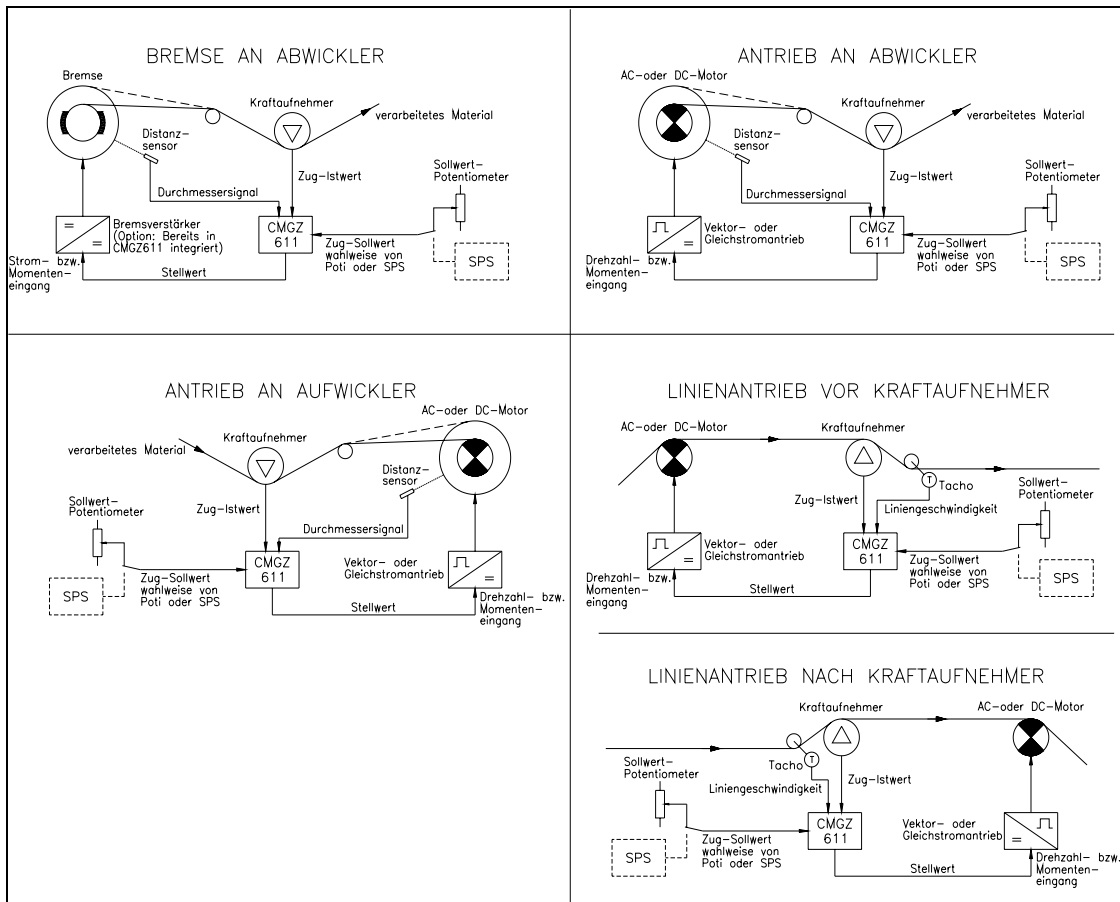 BREMSE AN ABWICKLER
Bremse
Kraftaufnehmer
verarbeitetes Material
Distanz-
sensor
Sollwert-
Potentiometer
Zug-Istwert
Durchmessersignal
Bremsverstärker
(Option: Bereits in
CMGZ611 integriert)
CMGZ
611
Zug-Sollwert
wahlweise von
Poti oder SPS
SPS
Strom- bzw.
Momenten-
eingang
Stellwert
ANTRIEB AN ABWICKLER
AC-oder DC-Motor
Kraftaufnehmer
verarbeitetes Material
Distanz-
sensor
Sollwert-
Potentiometer
Zug-Istwert
Durchmessersignal
Vektor- oder
Gleichstromantrieb
CMGZ
611
Zug-Sollwert
wahlweise von
Poti oder SPS
SPS
Drehzahl- bzw.
Momenten-
eingang
Stellwert
ANTRIEB AN AUFWICKLER
AC-oder DC-Motor
Kraftaufnehmer
verarbeitetes Material
Distanz-
sensor
Sollwert-
Potentiometer
Zug-Istwert
Durchmessersignal
CMGZ
611
Vektor- oder
Gleichstromantrieb
SPS
Zug-Sollwert
wahlweise von
Poti oder SPS
Stellwert
Drehzahl- bzw.
Momenten-
eingang
LINIENANTRIEB VOR KRAFTAUFNEHMER
AC-oder DC-Motor
Kraftaufnehmer
T
Tacho
Zug-Istwert
Liniengeschwindigkeit
Sollwert-
Potentiometer
Vektor- oder
Gleichstromantrieb
CMGZ
611
Zug-Sollwert
wahlweise von
Poti oder SPS
SPS
Drehzahl- bzw.
Momenten-
eingang
Stellwert
LINIENANTRIEB NACH KRAFTAUFNEHMER
Kraftaufnehmer
AC-oder DC-Motor
T
Tacho
Sollwert-
Potentiometer
Zug-Istwert
Liniengeschwindigkeit
CMGZ
611
Vektor- oder
Gleichstromantrieb
SPS
Zug-Sollwert
wahlweise von
Poti oder SPS
Stellwert
Drehzahl- bzw.
Momenten-
eingang